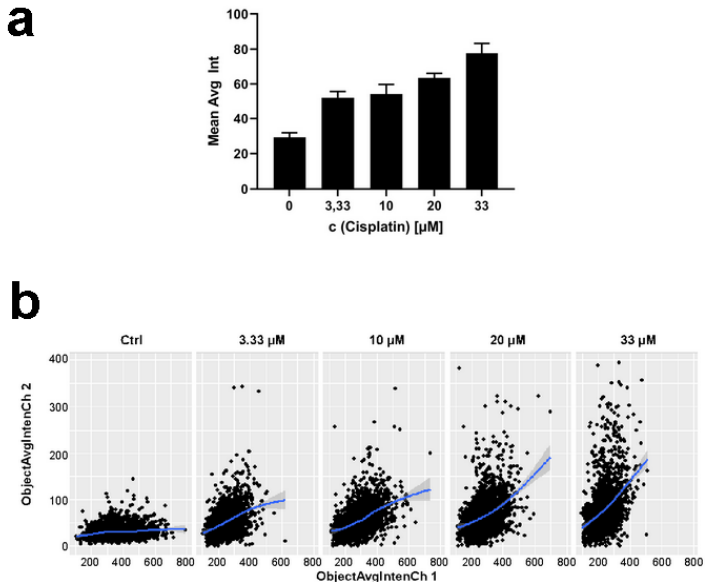 a
100
80
60
40
20
0
Mean Avg Int
0 3,33 10 20 33
c (Cisplatin) [µM]
b
Ctrl 3.33 µM 10 µM 20 µM 33 µM
400
300
200
100
0
ObjectAvgIntenCh 2
200 400 600 800 200 400 600 800 200 400 600 800 200 400 600 800 200 400 600 800
ObjectAvgIntenCh 1